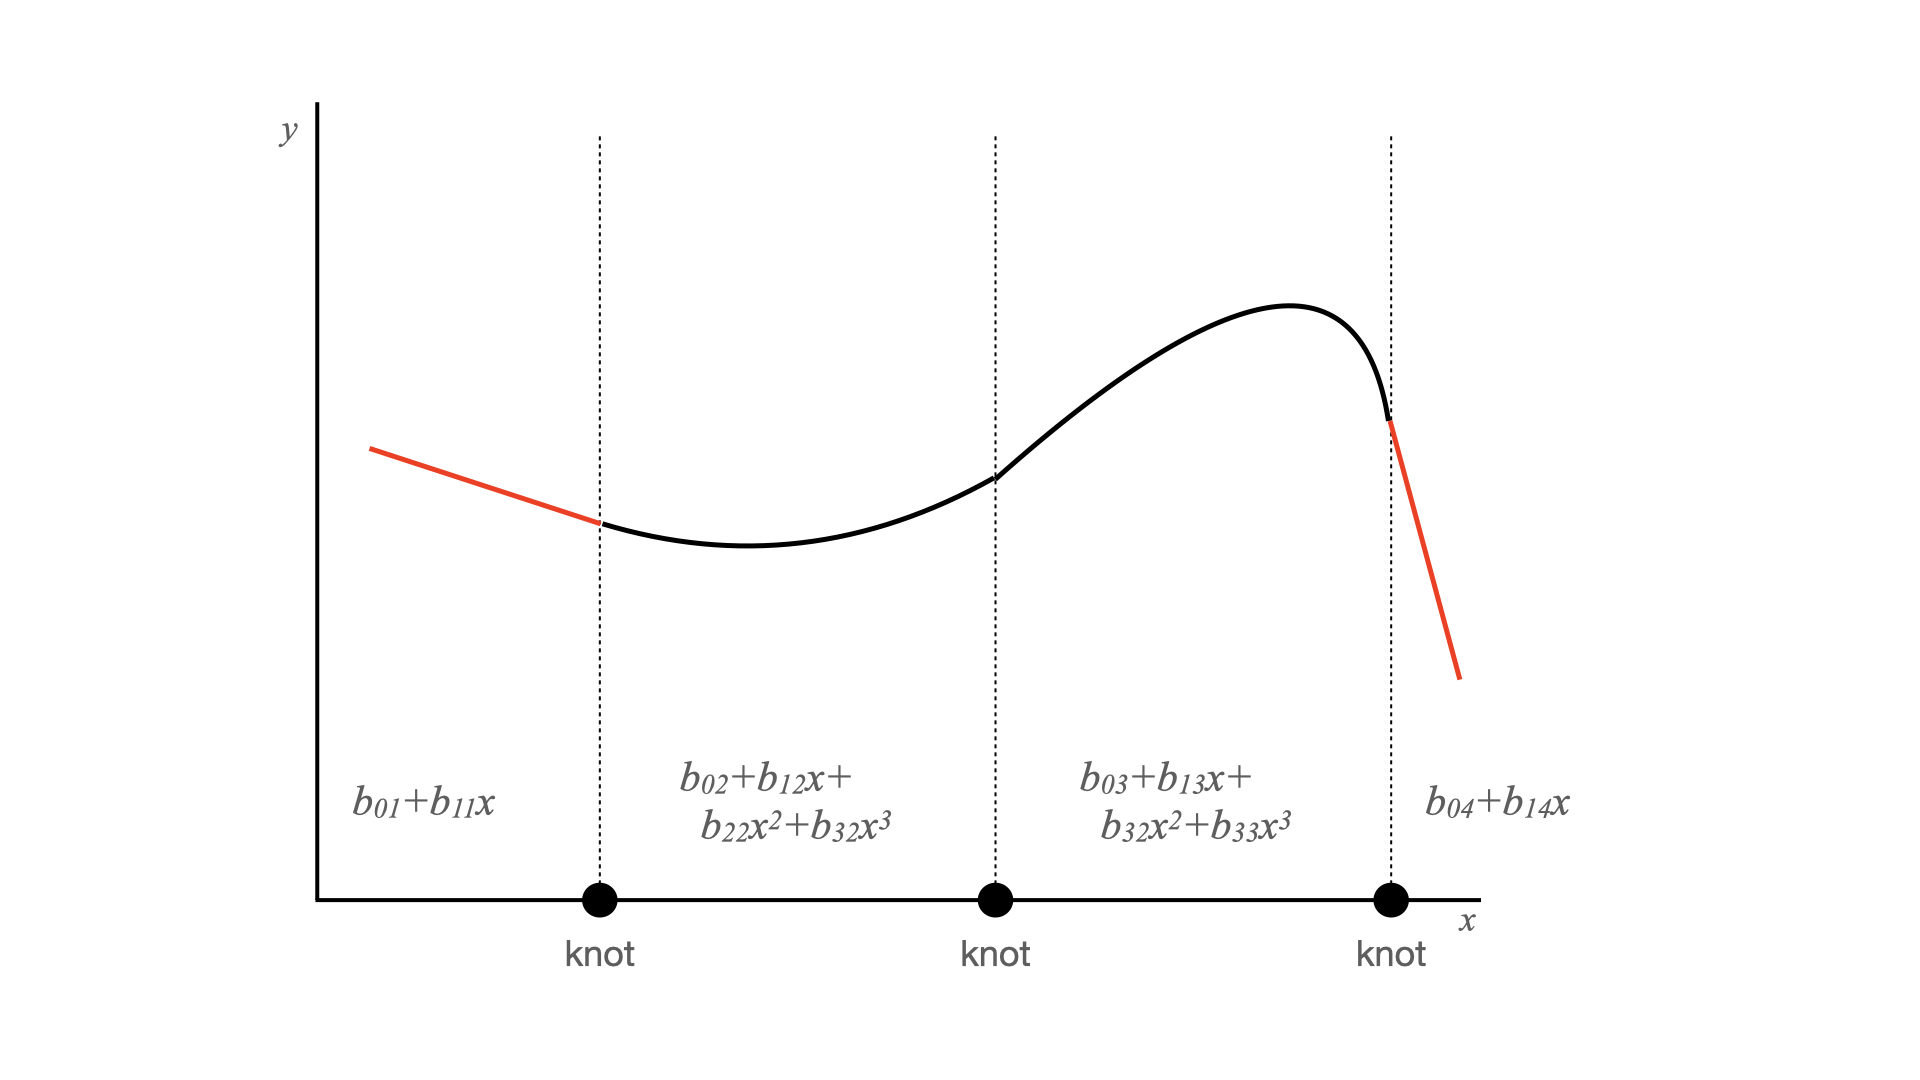 y
b₀₁+b₁₁x
b₀₂+b₁₂x+
b₂₂x²+b₃₂x³
b₀₃+b₁₃x+
b₃₂x²+b₃₃x³
b₀₄+b₁₄x
x
knot
knot
knot